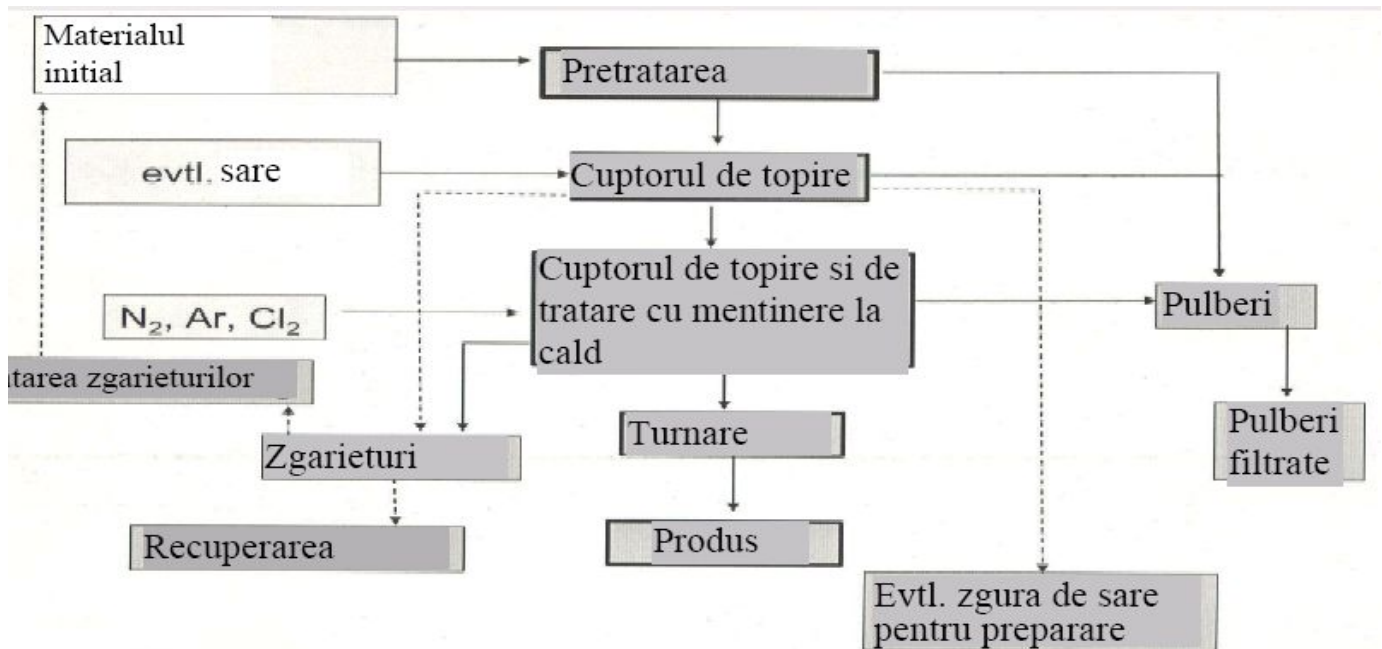 Materialul
initial
Pretratarea
evtl. sare
Cuptorul de topire
Cuptorul de topire si de
tratare cu mentinere la
cald
N₂, Ar, Cl₂
Pulberi
zgarieturilor
Pulberi
filtrate
Turnare
Zgarieturi
Recuperarea
Produs
Evtl. zgura de sare
pentru preparare